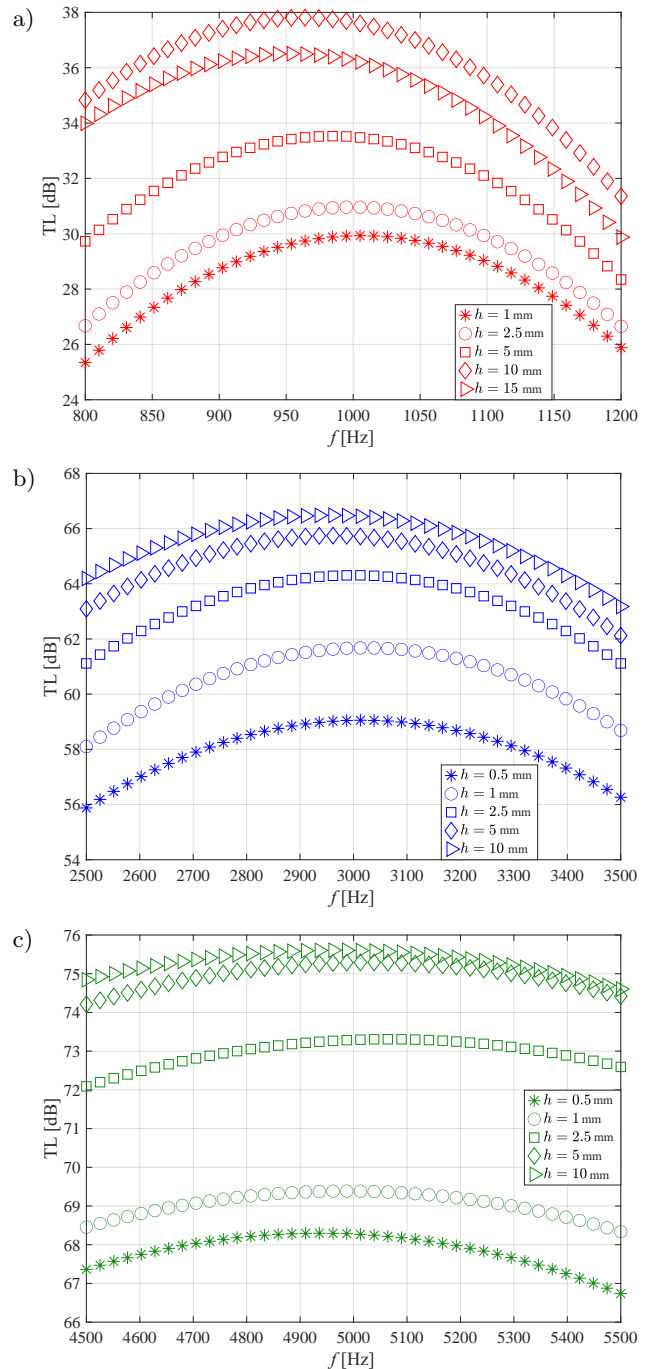 a)
38
36
34
33
31
30
28
26
24
TL [dB]
800 850 900 950 1000 1050 1100 1150 1200
f [Hz]
h = 1 mm
h = 2.5 mm
h = 5 mm
h = 10 mm
h = 15 mm
b)
68
66
64
62
60
58
56
54
TL [dB]
2500 2600 2700 2800 2900 3000 3100 3200 3300 3400 3500
f [Hz]
h = 0.5 mm
h = 1 mm
h = 2.5 mm
h = 5 mm
h = 10 mm
c)
76
75
73
72
70
69
68
67
66
TL [dB]
4500 4600 4700 4800 4900 5000 5100 5200 5300 5400 5500
f [Hz]
h = 0.5 mm
h = 1 mm
h = 2.5 mm
h = 5 mm
h = 10 mm